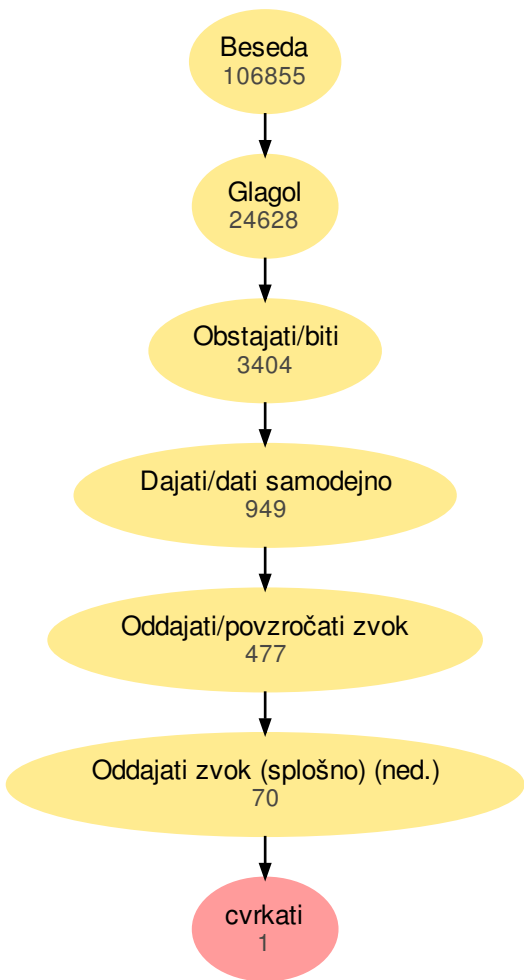 Beseda
106855
Glagol
24628
Obstajati/biti
3404
Dajati/dati samodejno
949
Oddajati/povzročati zvok
477
Oddajati zvok (splošno) (ned.)
70
cvrkati
1